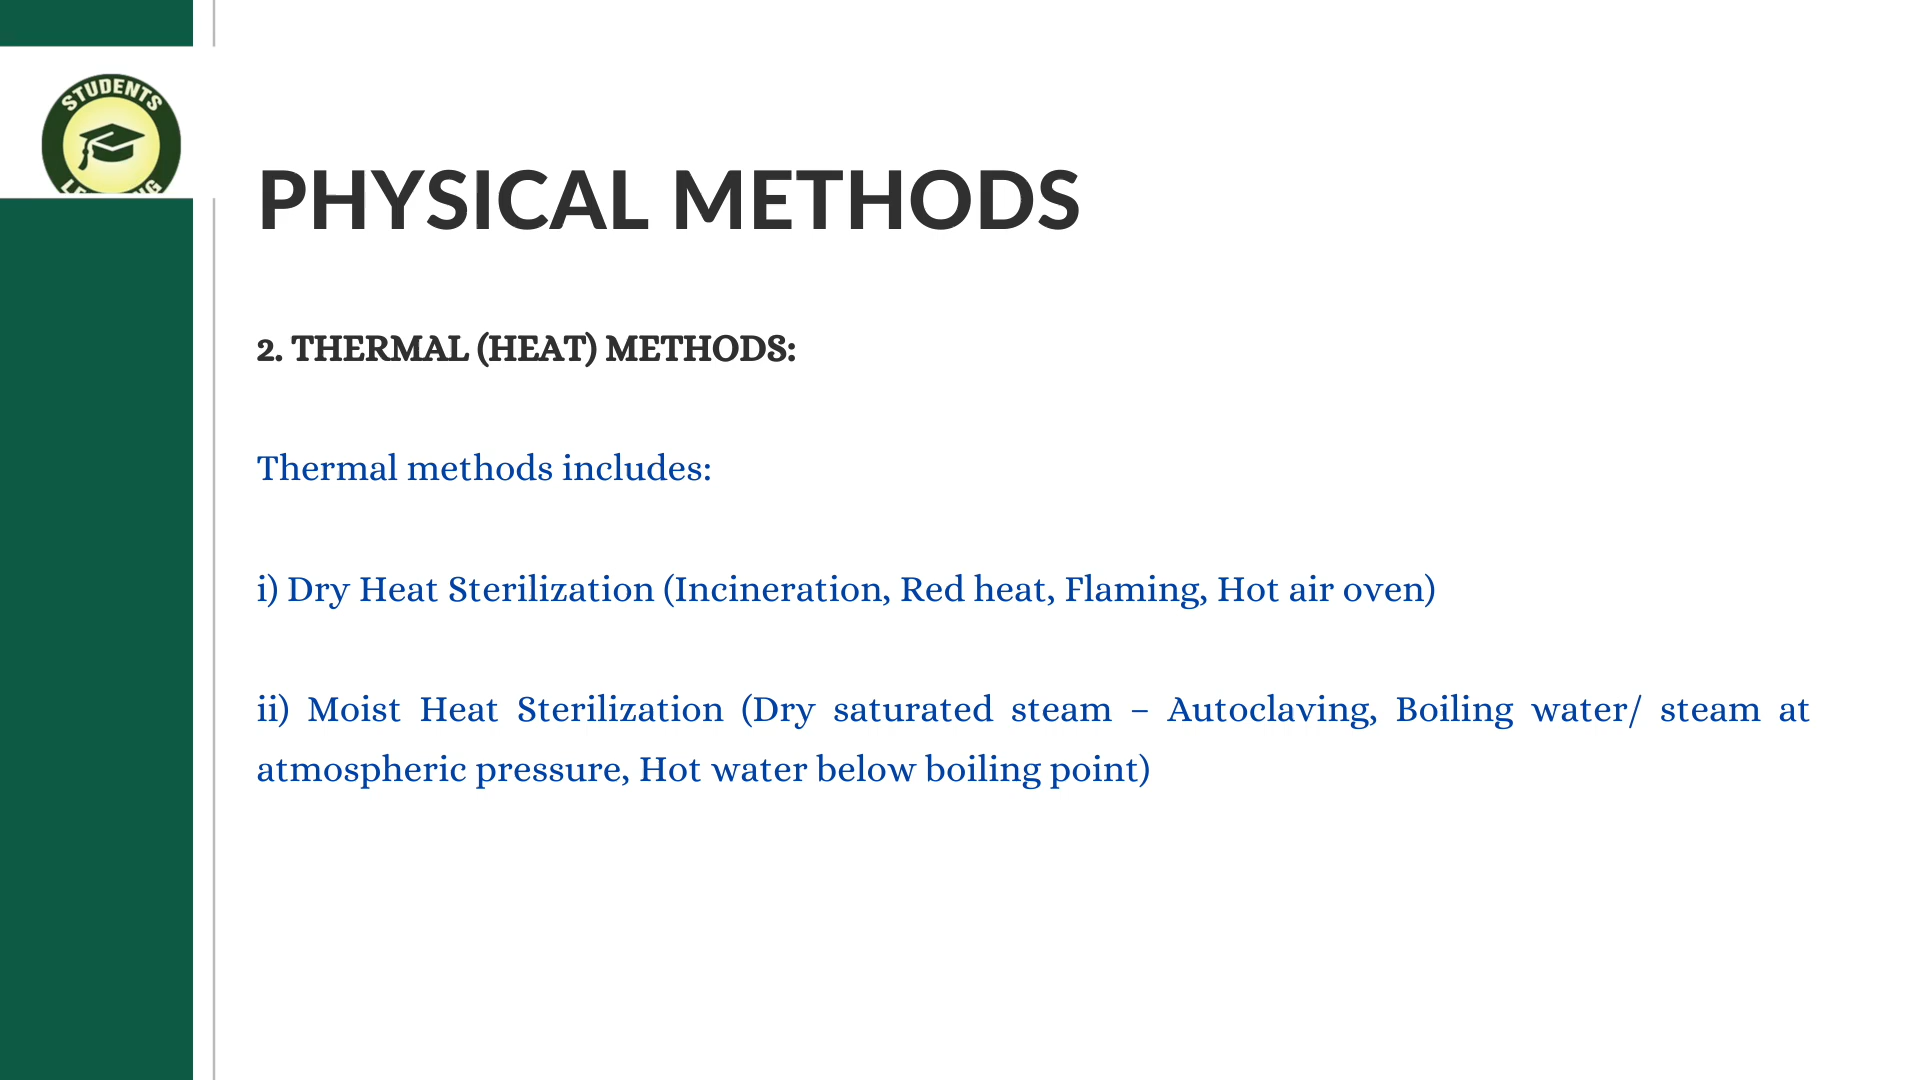 STUDENTS
PHYSICAL METHODS
2. THERMAL (HEAT) METHODS:
Thermal methods includes:
i) Dry Heat Sterilization (Incineration, Red heat, Flaming, Hot air oven)
ii) Moist Heat Sterilization (Dry saturated steam – Autoclaving, Boiling water/ steam at
atmospheric pressure, Hot water below boiling point)